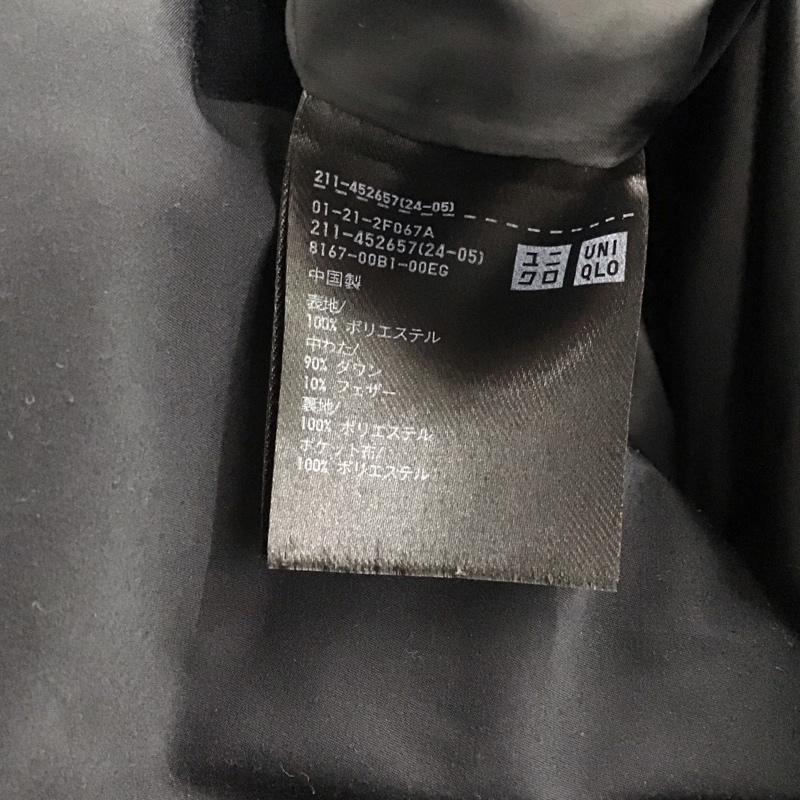 211-452657(24-05)
01-21-2F067A
211-452657(24-05)
8167-00B1-00EG
ユニ
クロ
UNI
QLO
中国製
表地/
100% ポリエステル
中わた/
90% ダウン
10% フェザー
裏地/
100% ポリエステル
ポケット布/
100% ポリエステル